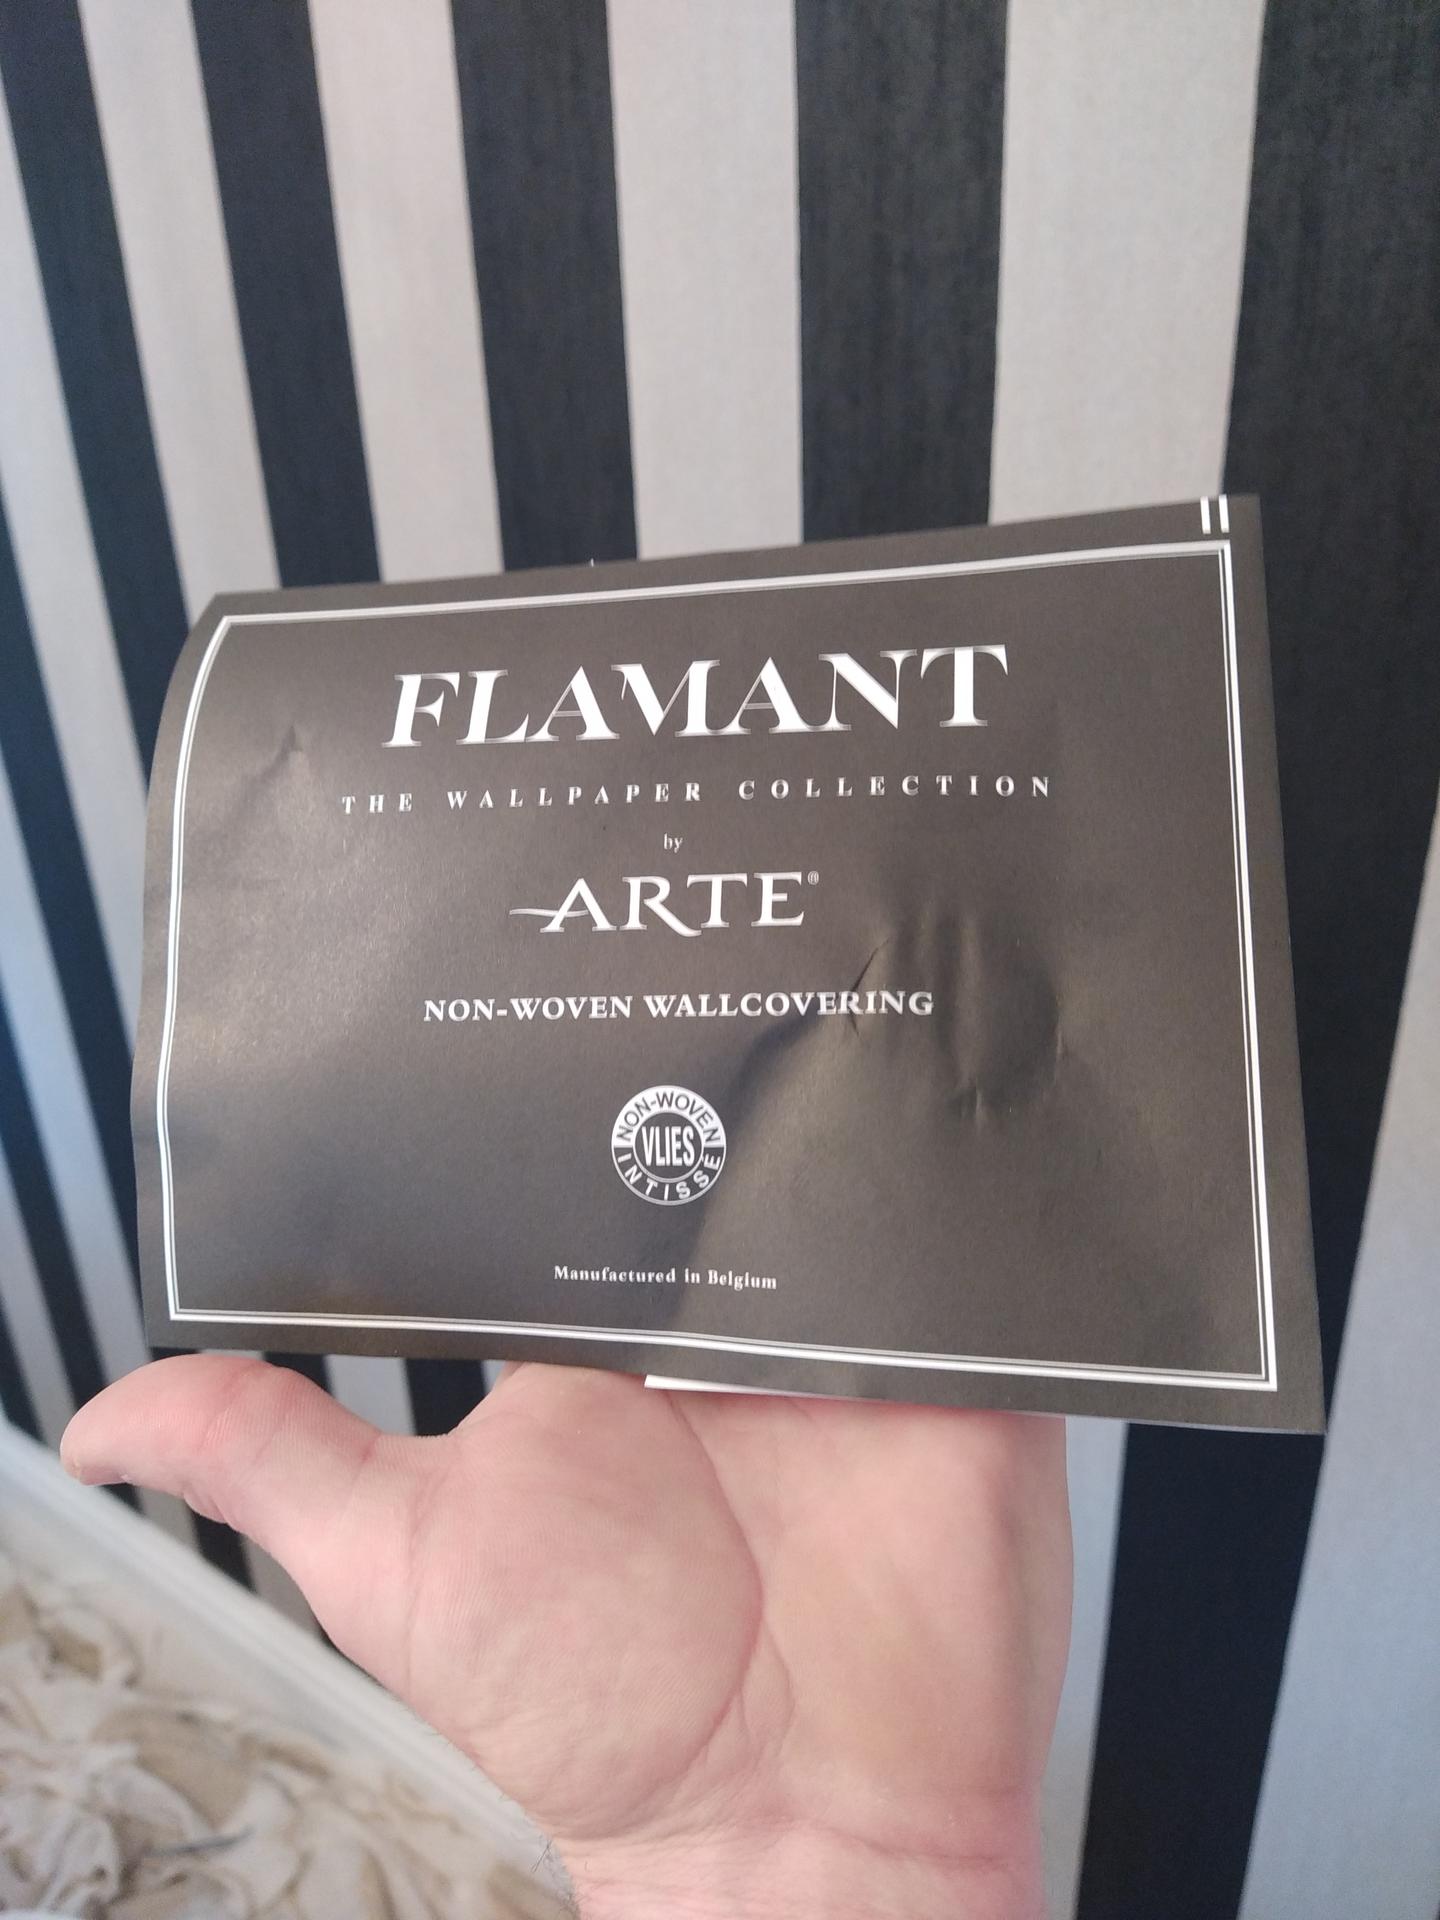 FLAMANT
THE WALLPAPER COLLECTION
by
ARTE®
NON-WOVEN WALLCOVERING
NON-WOVEN
VLIES
INTISSÉ
Manufactured in Belgium